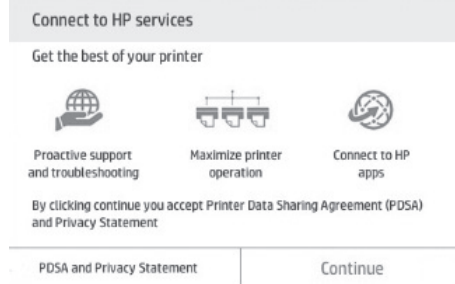 Connect to HP services
Get the best of your printer
Proactive support
and troubleshooting
Maximize printer
operation
Connect to HP
apps
By clicking continue you accept Printer Data Sharing Agreement (PDSA)
and Privacy Statement
PDSA and Privacy Statement
Continue